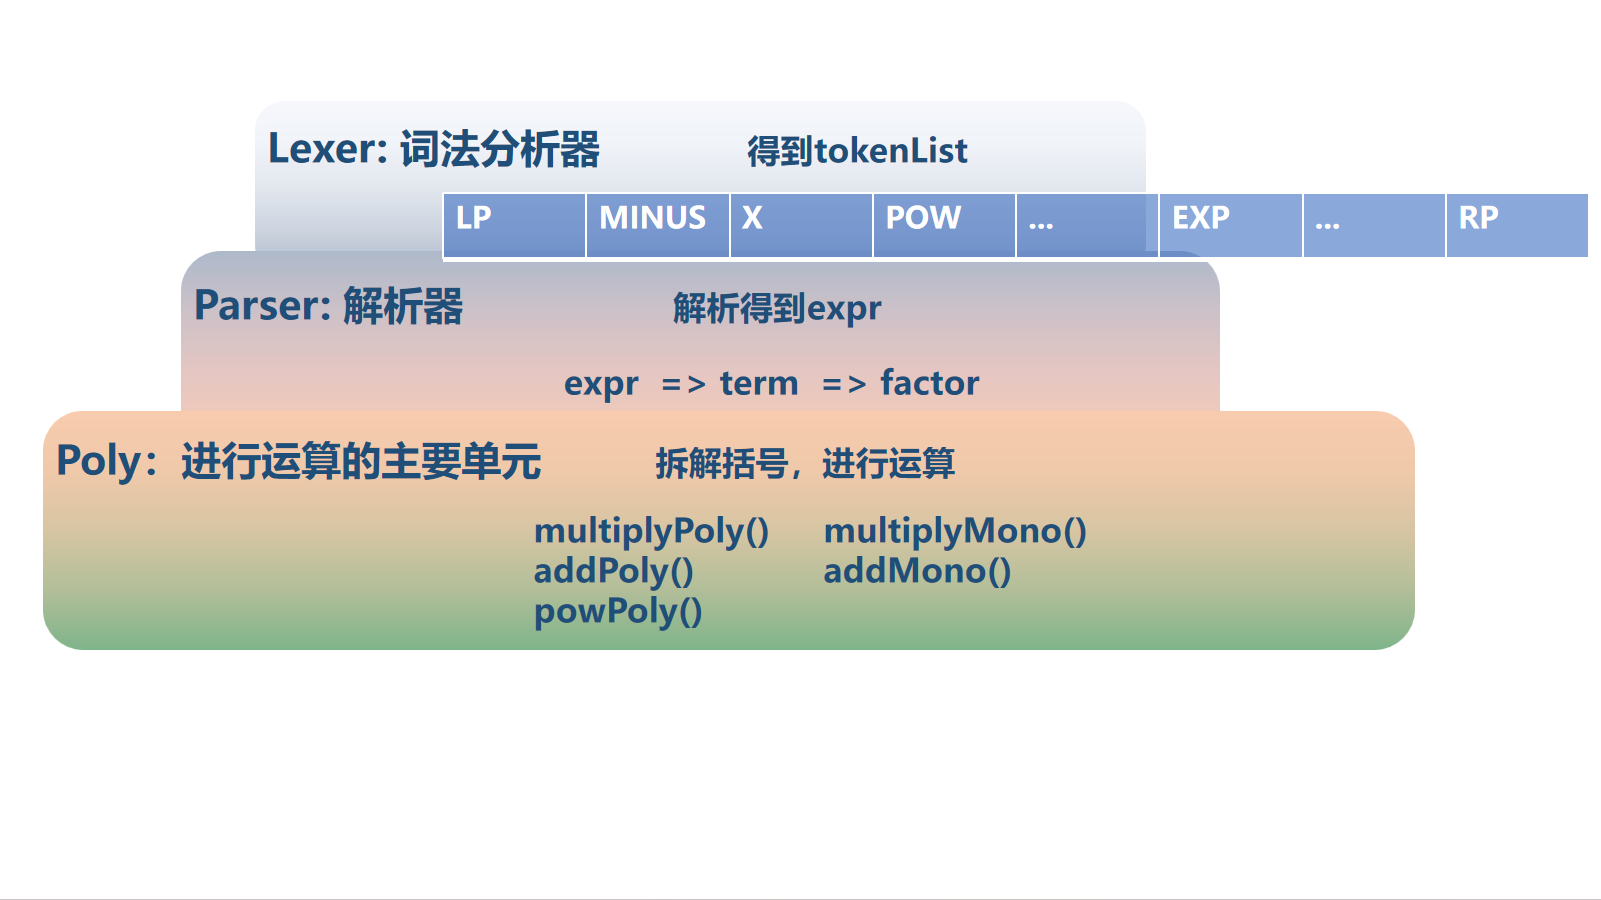 Lexer: 词法分析器 得到tokenList
LP MINUS X POW ... EXP ... RP
Parser: 解析器 解析得到expr
expr => term => factor
Poly：进行运算的主要单元 拆解括号，进行运算
multiplyPoly() multiplyMono()
addPoly() addMono()
powPoly()